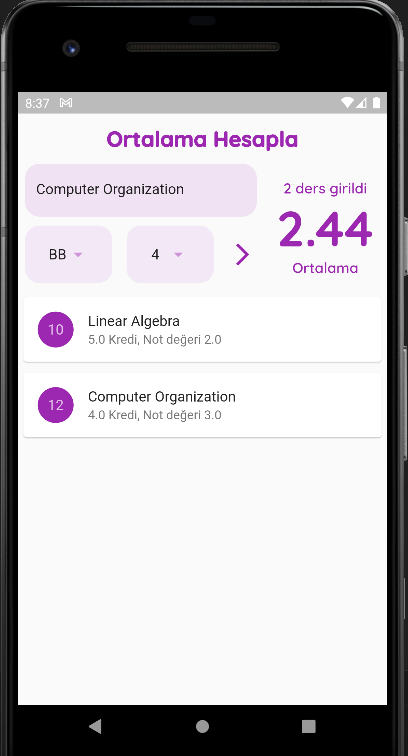 8:37
Ortalama Hesapla
Computer Organization
2 ders girildi
2.44
Ortalama
BB
4
10
Linear Algebra
5.0 Kredi, Not değeri 2.0
12
Computer Organization
4.0 Kredi, Not değeri 3.0